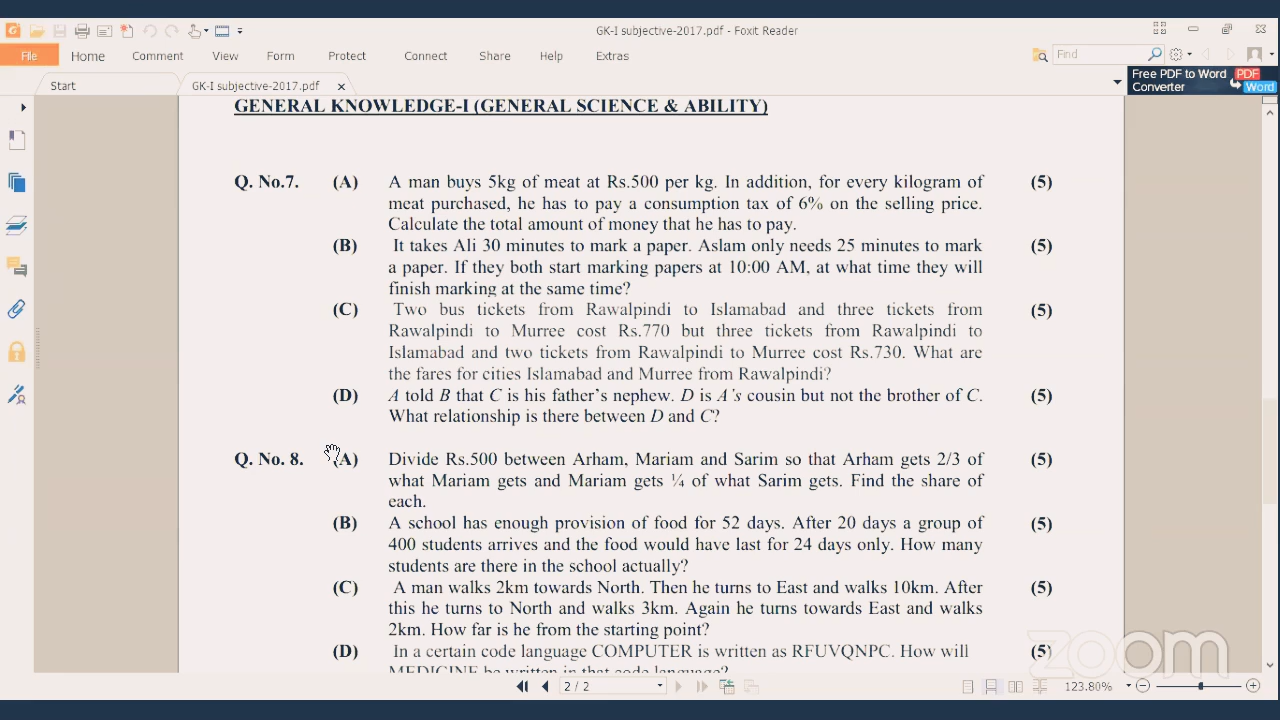 GK-I subjective-2017.pdf - Foxit Reader
File Home Comment View Form Protect Connect Share Help Extras Find
Start GK-I subjective-2017.pdf
Free PDF to Word Converter PDF Word
GENERAL KNOWLEDGE-I (GENERAL SCIENCE & ABILITY)
Q. No.7. (A) A man buys 5kg of meat at Rs.500 per kg. In addition, for every kilogram of (5)
meat purchased, he has to pay a consumption tax of 6% on the selling price.
Calculate the total amount of money that he has to pay.
(B) It takes Ali 30 minutes to mark a paper. Aslam only needs 25 minutes to mark (5)
a paper. If they both start marking papers at 10:00 AM, at what time they will
finish marking at the same time?
(C) Two bus tickets from Rawalpindi to Islamabad and three tickets from (5)
Rawalpindi to Murree cost Rs.770 but three tickets from Rawalpindi to
Islamabad and two tickets from Rawalpindi to Murree cost Rs.730. What are
the fares for cities Islamabad and Murree from Rawalpindi?
(D) A told B that C is his father's nephew. D is A's cousin but not the brother of C. (5)
What relationship is there between D and C?
Q. No. 8. (A) Divide Rs.500 between Arham, Mariam and Sarim so that Arham gets 2/3 of (5)
what Mariam gets and Mariam gets ¼ of what Sarim gets. Find the share of
each.
(B) A school has enough provision of food for 52 days. After 20 days a group of (5)
400 students arrives and the food would have last for 24 days only. How many
students are there in the school actually?
(C) A man walks 2km towards North. Then he turns to East and walks 10km. After (5)
this he turns to North and walks 3km. Again he turns towards East and walks
2km. How far is he from the starting point?
(D) In a certain code language COMPUTER is written as RFUVQNPC. How will (5)
MEDICINE be written in that code language?
zoom
2 / 2 123.80%